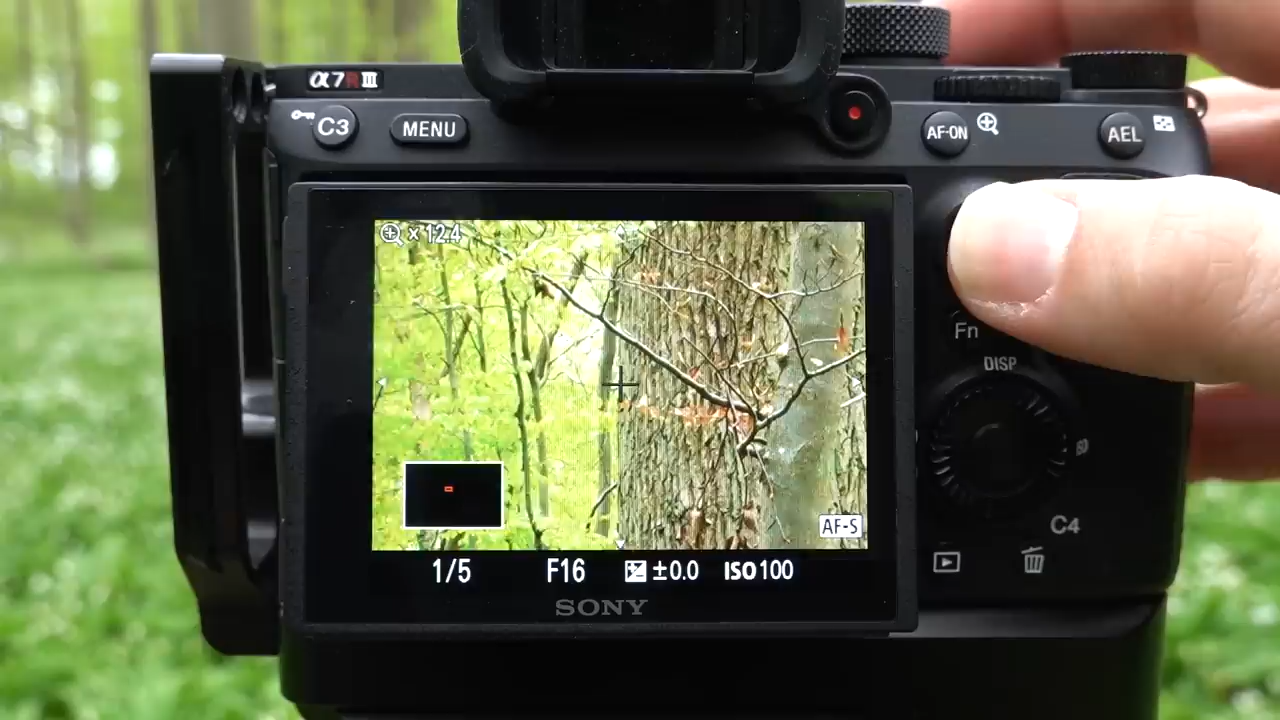 α7RIII
C3
MENU
AF-ON
AEL
x 12.4
Fn
DISP
AF-S
C4
1/5 F16 ±0.0 ISO100
SONY